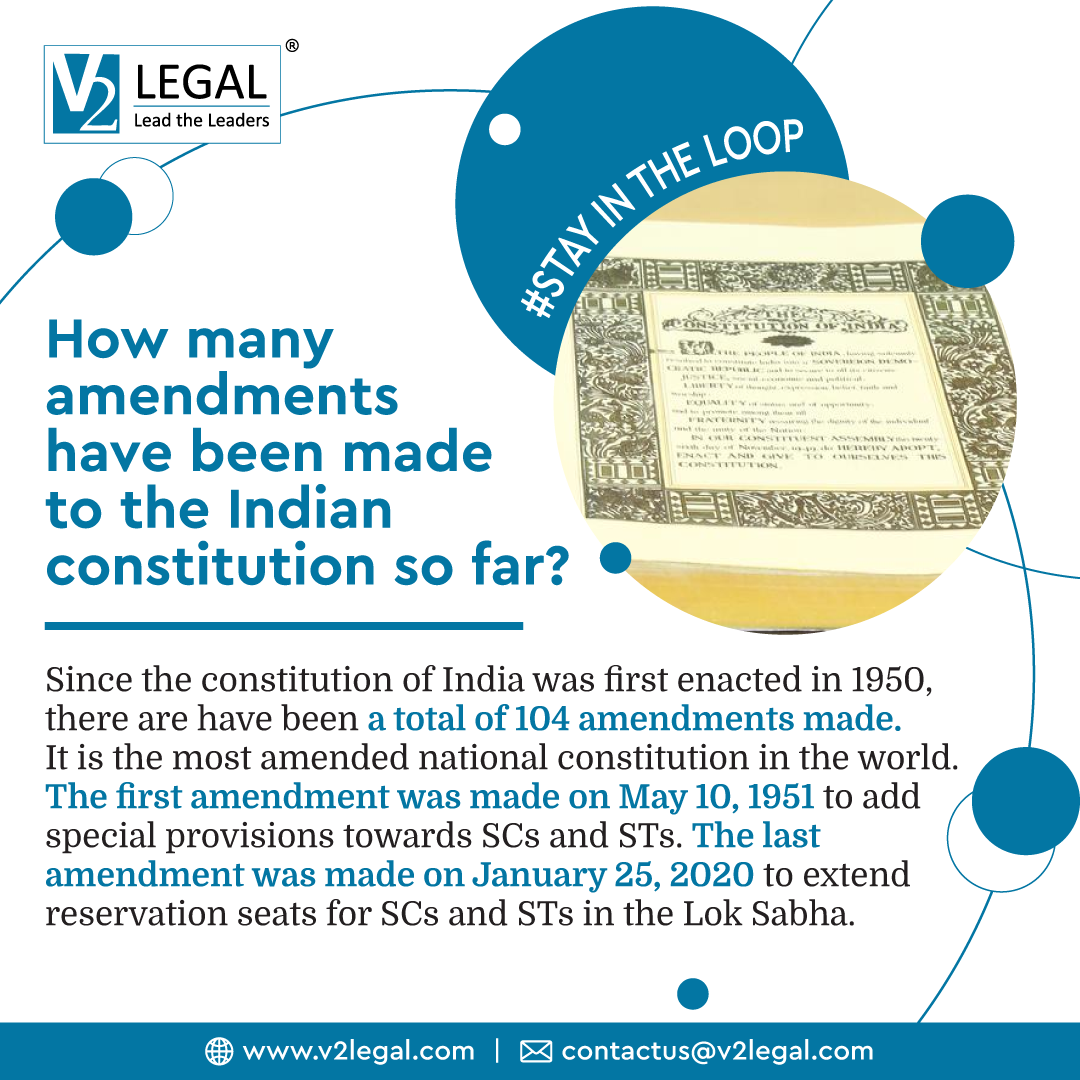 V2 LEGAL ®
Lead the Leaders
#STAY IN THE LOOP
THE
CONSTITUTION OF INDIA
WE, THE PEOPLE OF INDIA, having solemnly
resolved to constitute India into a SOVEREIGN DEMO-
CRATIC REPUBLIC and to secure to all its citizens:
JUSTICE, social, economic and political;
LIBERTY of thought, expression, belief, faith and
worship;
EQUALITY of status and of opportunity;
and to promote among them all
FRATERNITY assuring the dignity of the individual
and the unity of the Nation;
IN OUR CONSTITUENT ASSEMBLY this twenty-
sixth day of November, 1949, do HEREBY ADOPT,
ENACT AND GIVE TO OURSELVES THIS
CONSTITUTION.
How many
amendments
have been made
to the Indian
constitution so far?
Since the constitution of India was first enacted in 1950,
there are have been a total of 104 amendments made.
It is the most amended national constitution in the world.
The first amendment was made on May 10, 1951 to add
special provisions towards SCs and STs. The last
amendment was made on January 25, 2020 to extend
reservation seats for SCs and STs in the Lok Sabha.
www.v2legal.com | contactus@v2legal.com